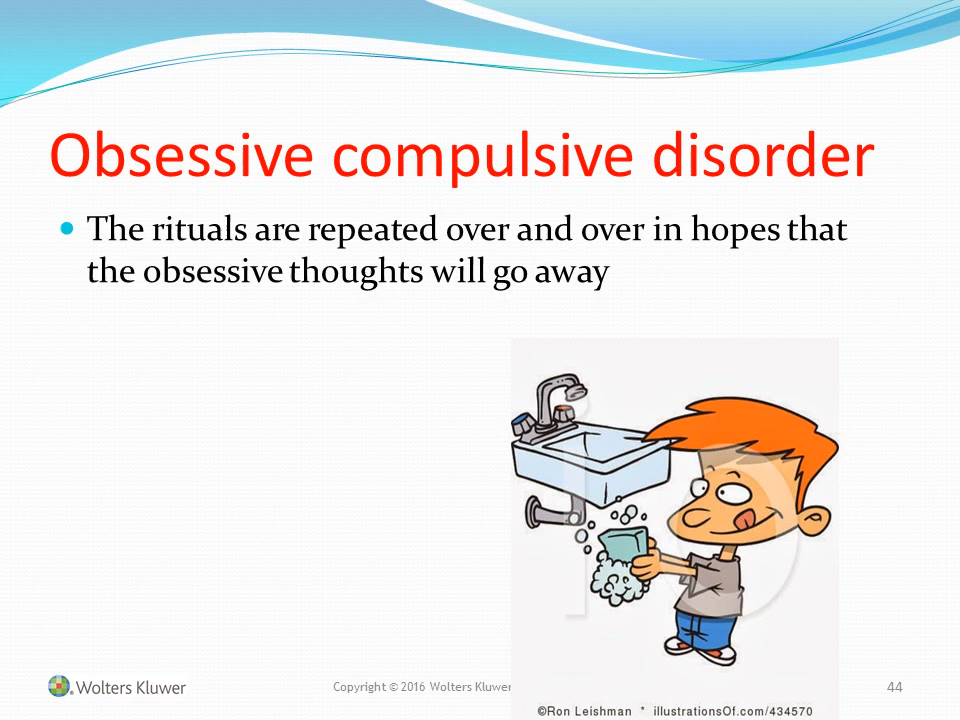 Obsessive compulsive disorder
• The rituals are repeated over and over in hopes that
the obsessive thoughts will go away
Wolters Kluwer
Copyright © 2016 Wolters Kluwer
44
©Ron Leishman * illustrationsOf.com/434570